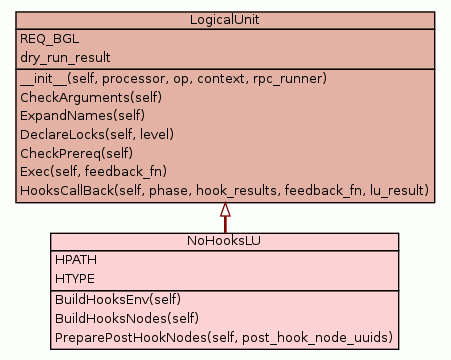 LogicalUnit
REQ_BGL
dry_run_result
__init__(self, processor, op, context, rpc_runner)
CheckArguments(self)
ExpandNames(self)
DeclareLocks(self, level)
CheckPrereq(self)
Exec(self, feedback_fn)
HooksCallBack(self, phase, hook_results, feedback_fn, lu_result)
NoHooksLU
HPATH
HTYPE
BuildHooksEnv(self)
BuildHooksNodes(self)
PreparePostHookNodes(self, post_hook_node_uuids)